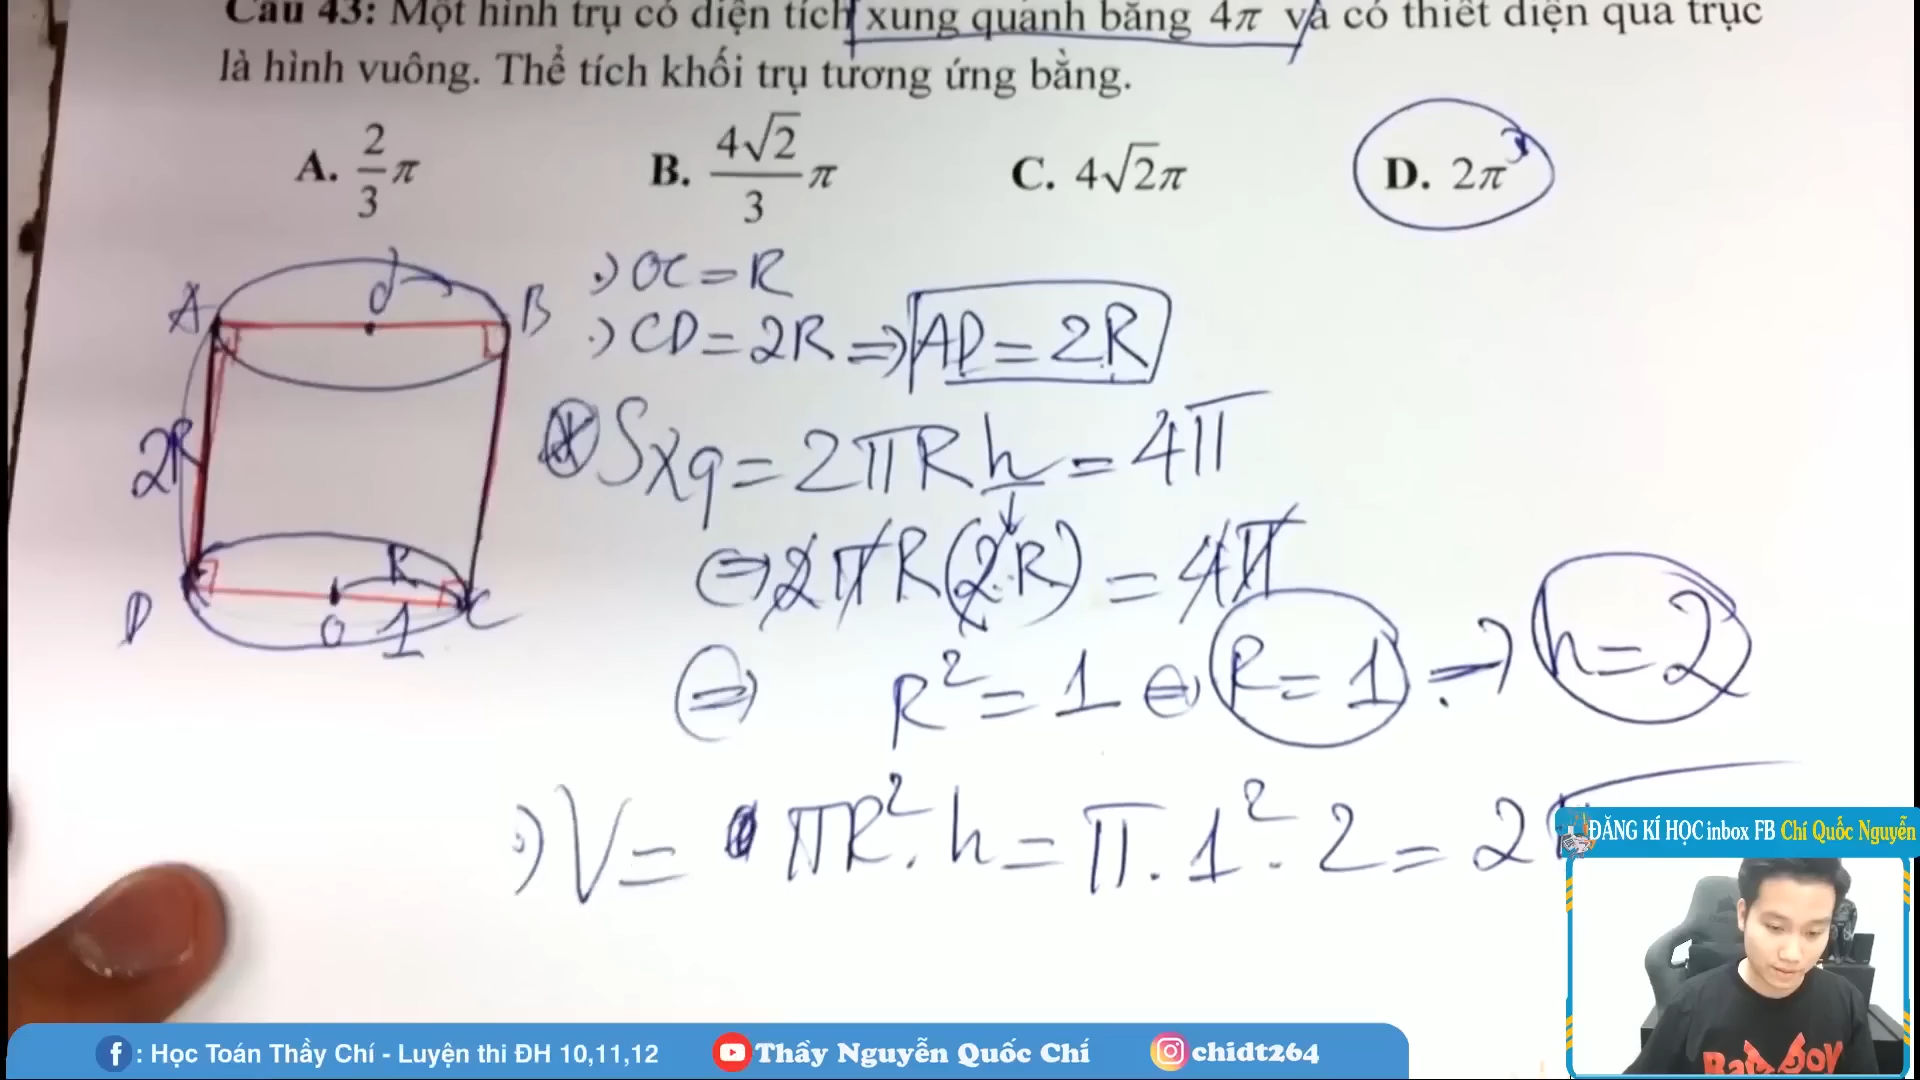 Câu 43: Một hình trụ có diện tích xung quanh bằng 4π và có thiết diện qua trục
là hình vuông. Thể tích khối trụ tương ứng bằng.
A. 2/3 π B. 4√2/3 π C. 4√2π D. 2π
A B
2R
R
D O 1 C
OC = R
CD = 2R => AD = 2R
Sxq = 2πRh = 4π
<=> 2πR(2.R) = 4π
<=> R² = 1 <=> R = 1 => h = 2
V = πR².h = π.1².2 = 2
ĐĂNG KÍ HỌC inbox FB Chí Quốc Nguyễn
f : Học Toán Thầy Chí - Luyện thi ĐH 10,11,12 Thầy Nguyễn Quốc Chí chidt264